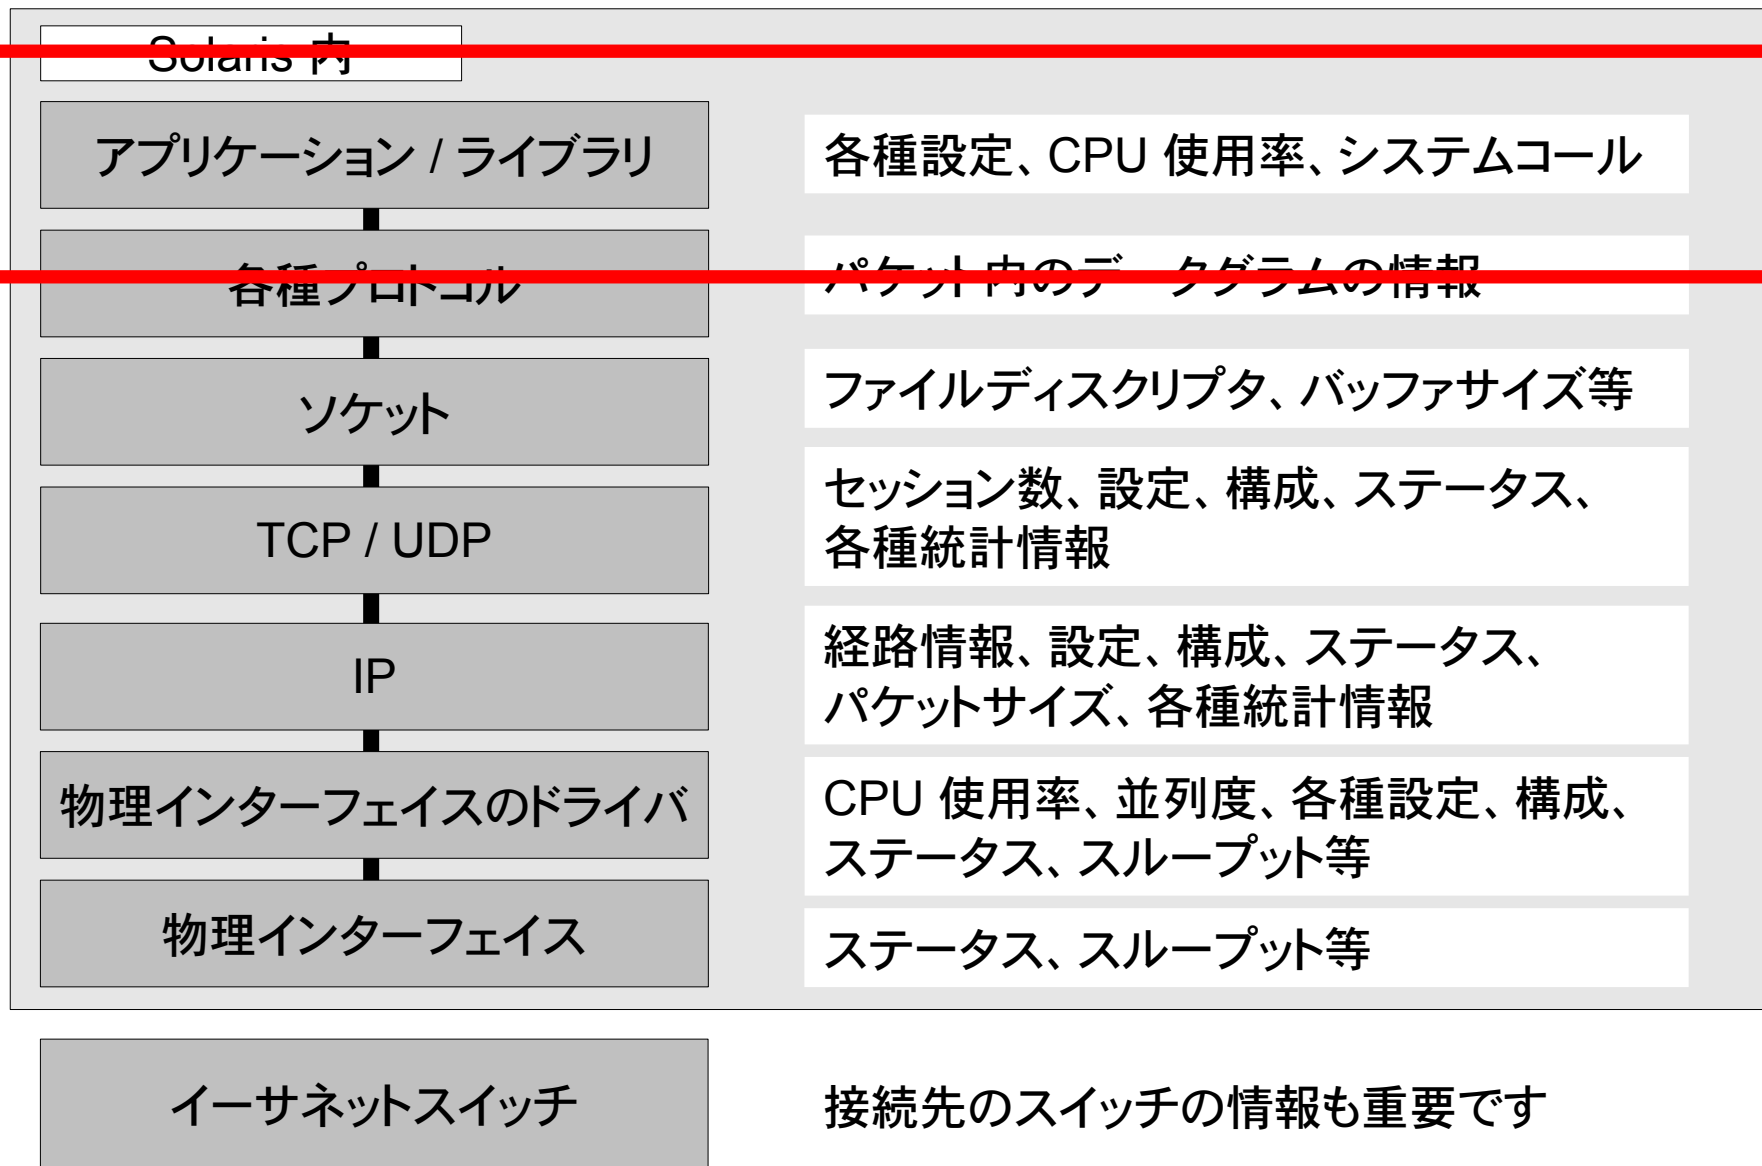 Solaris 内
アプリケーション / ライブラリ
各種設定、CPU 使用率、システムコール
各種プロトコル
パケット内のデータグラムの情報
ソケット
ファイルディスクリプタ、バッファサイズ等
TCP / UDP
セッション数、設定、構成、ステータス、
各種統計情報
IP
経路情報、設定、構成、ステータス、
パケットサイズ、各種統計情報
物理インターフェイスのドライバ
CPU 使用率、並列度、各種設定、構成、
ステータス、スループット等
物理インターフェイス
ステータス、スループット等
イーサネットスイッチ
接続先のスイッチの情報も重要です